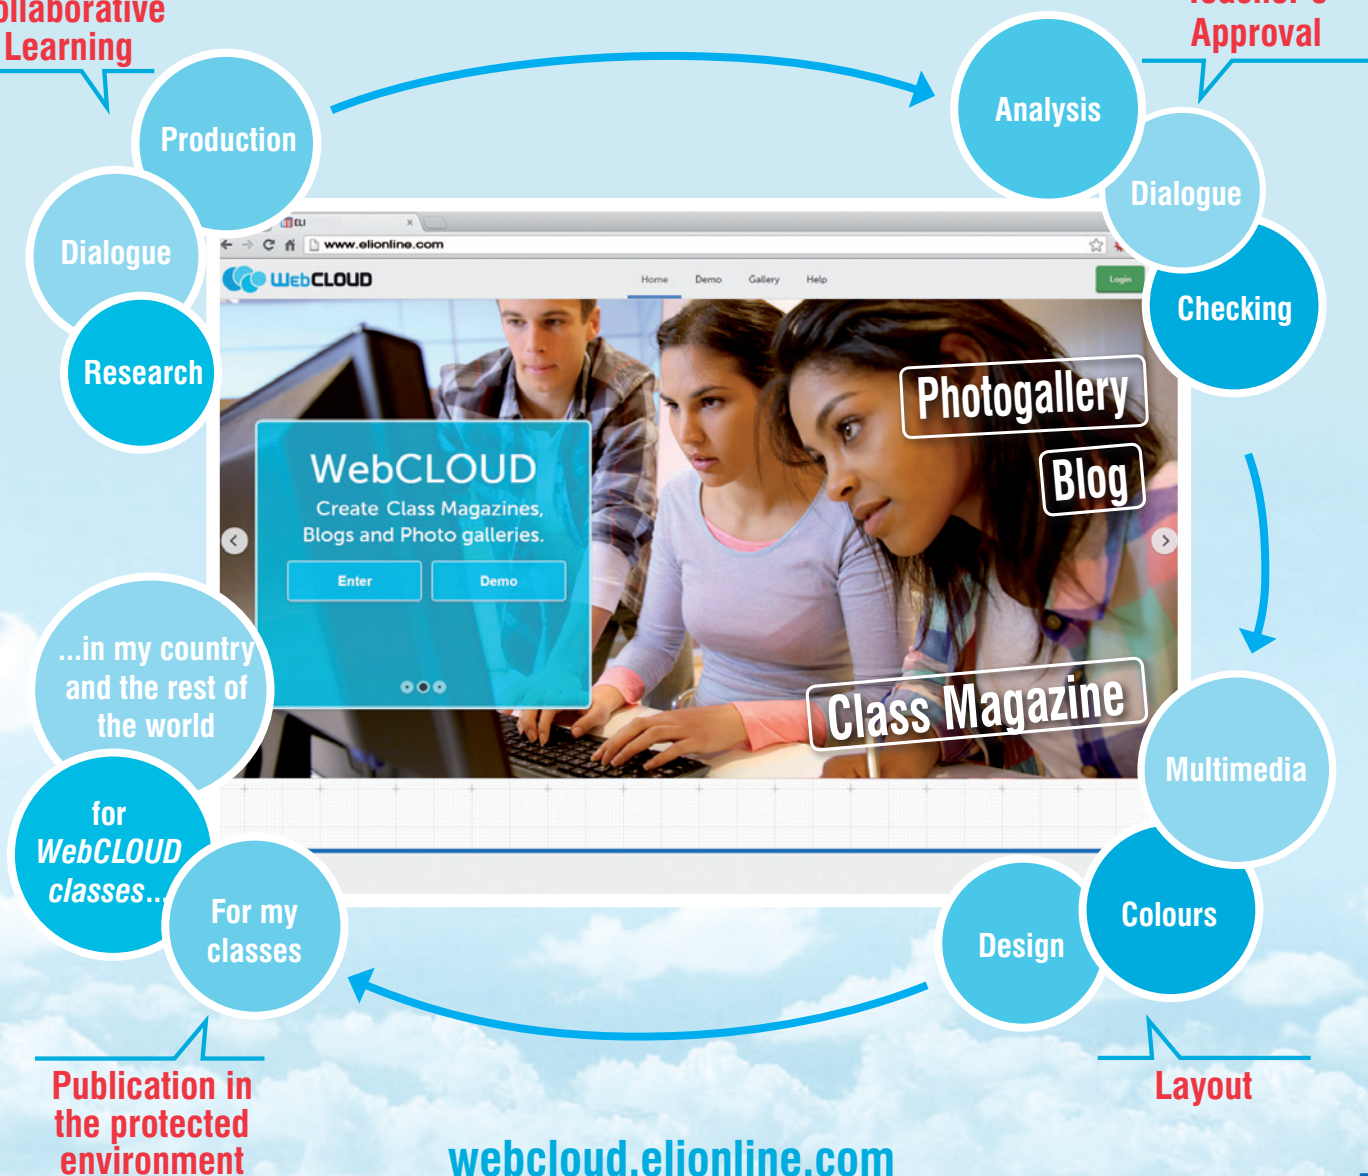 Learning
Approval
Production
Dialogue
Research
Analysis
Dialogue
Checking
ELI
www.elionline.com
WebCLOUD
Home Demo Gallery Help
Login
Photogallery
Blog
Class Magazine
WebCLOUD
Create Class Magazines,
Blogs and Photo galleries.
Enter Demo
...in my country
and the rest of
the world
for
WebCLOUD
classes...
For my
classes
Multimedia
Colours
Design
Publication in
the protected
environment
Layout
webcloud.elionline.com